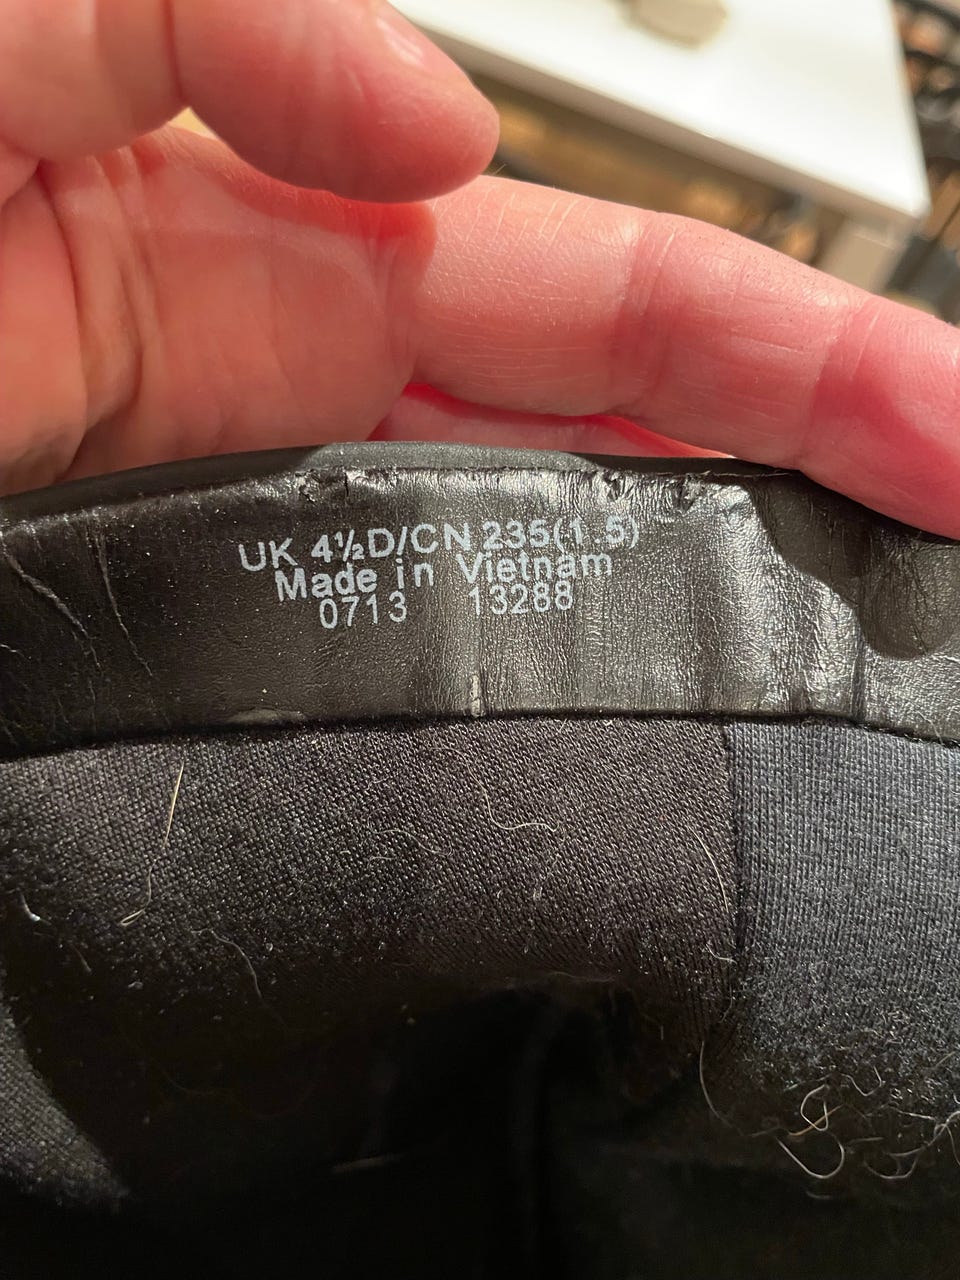 UK 4½D/CN 235(1.5)
Made in Vietnam
0713 13288